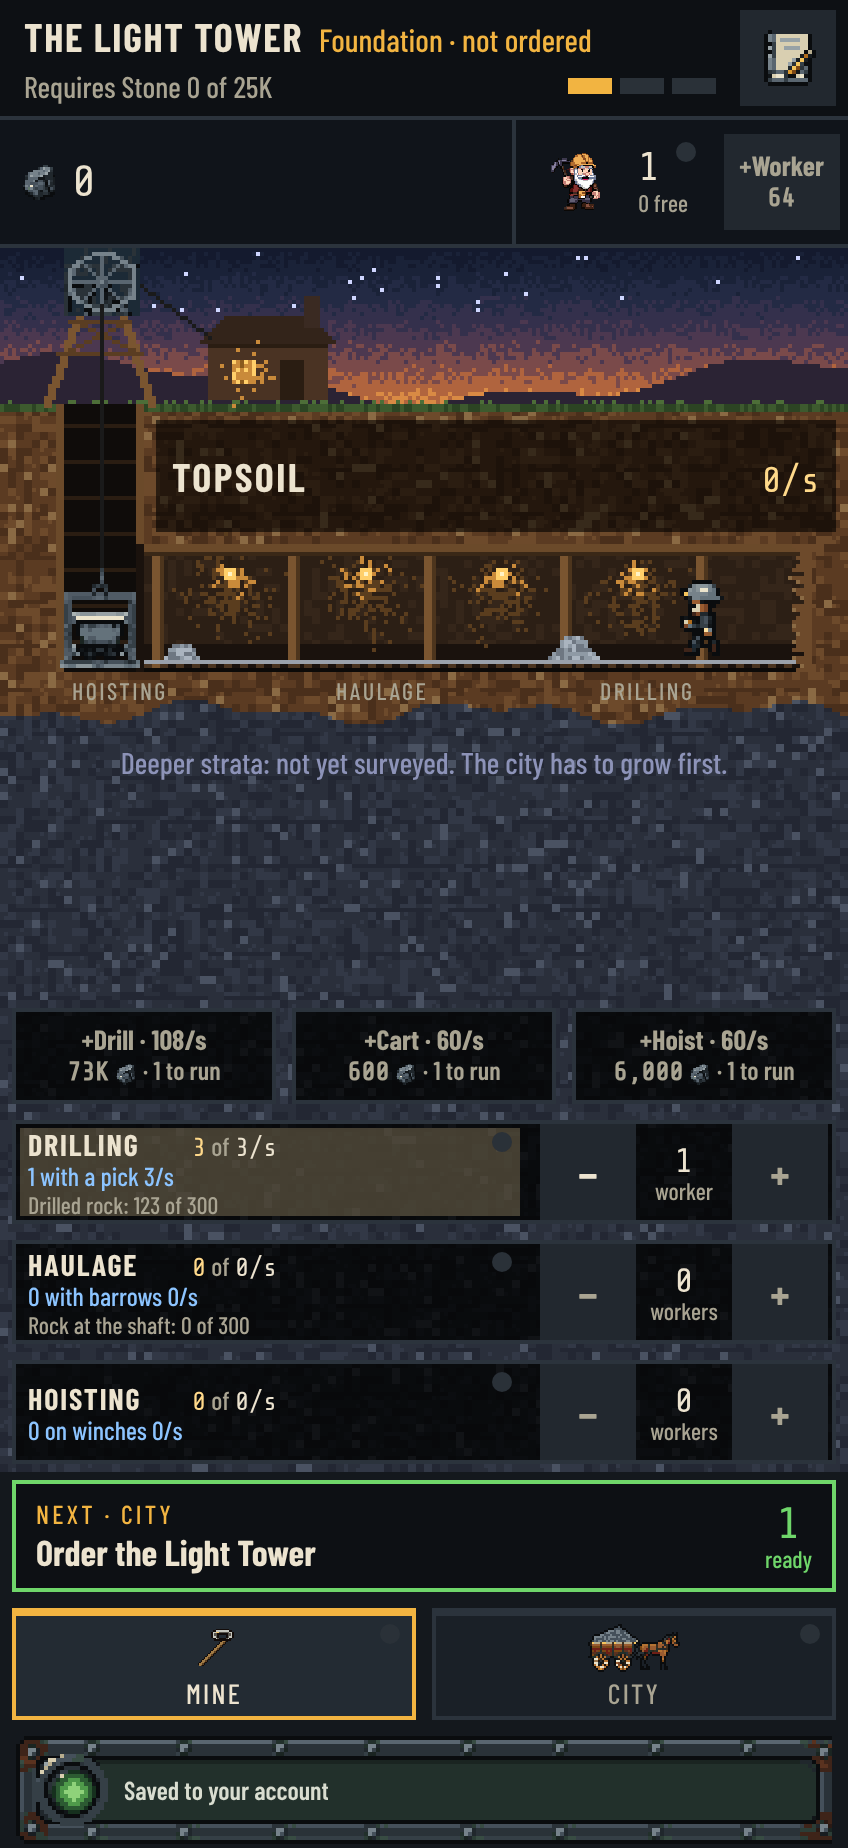 THE LIGHT TOWER Foundation · not ordered
Requires Stone 0 of 25K
0
1
0 free
+Worker
64
TOPSOIL 0/s
HOISTING HAULAGE DRILLING
Deeper strata: not yet surveyed. The city has to grow first.
+Drill · 108/s
73K · 1 to run
+Cart · 60/s
600 · 1 to run
+Hoist · 60/s
6,000 · 1 to run
DRILLING 3 of 3/s
1 with a pick 3/s
Drilled rock: 123 of 300
− 1 +
worker
HAULAGE 0 of 0/s
0 with barrows 0/s
Rock at the shaft: 0 of 300
− 0 +
workers
HOISTING 0 of 0/s
0 on winches 0/s
− 0 +
workers
NEXT · CITY
Order the Light Tower
1
ready
MINE
CITY
Saved to your account